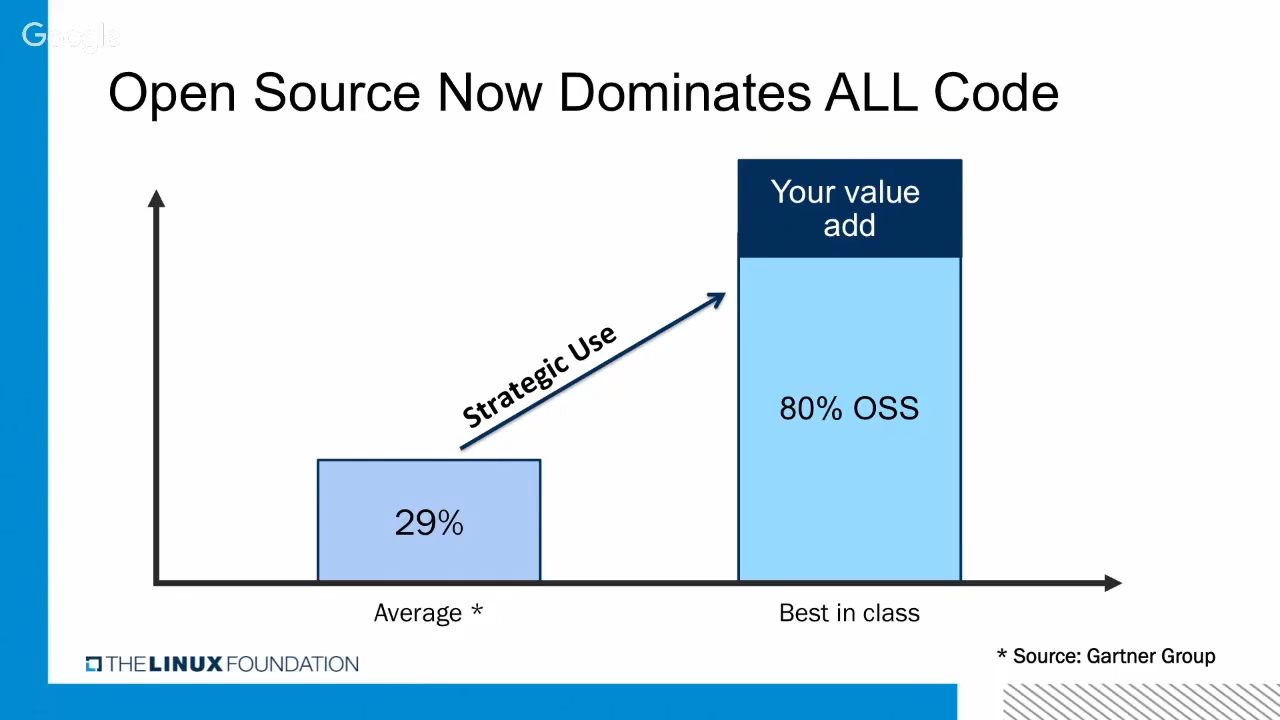 Google
Open Source Now Dominates ALL Code
Your value
add
Strategic Use
80% OSS
29%
Average *
Best in class
* Source: Gartner Group
THE LINUX FOUNDATION